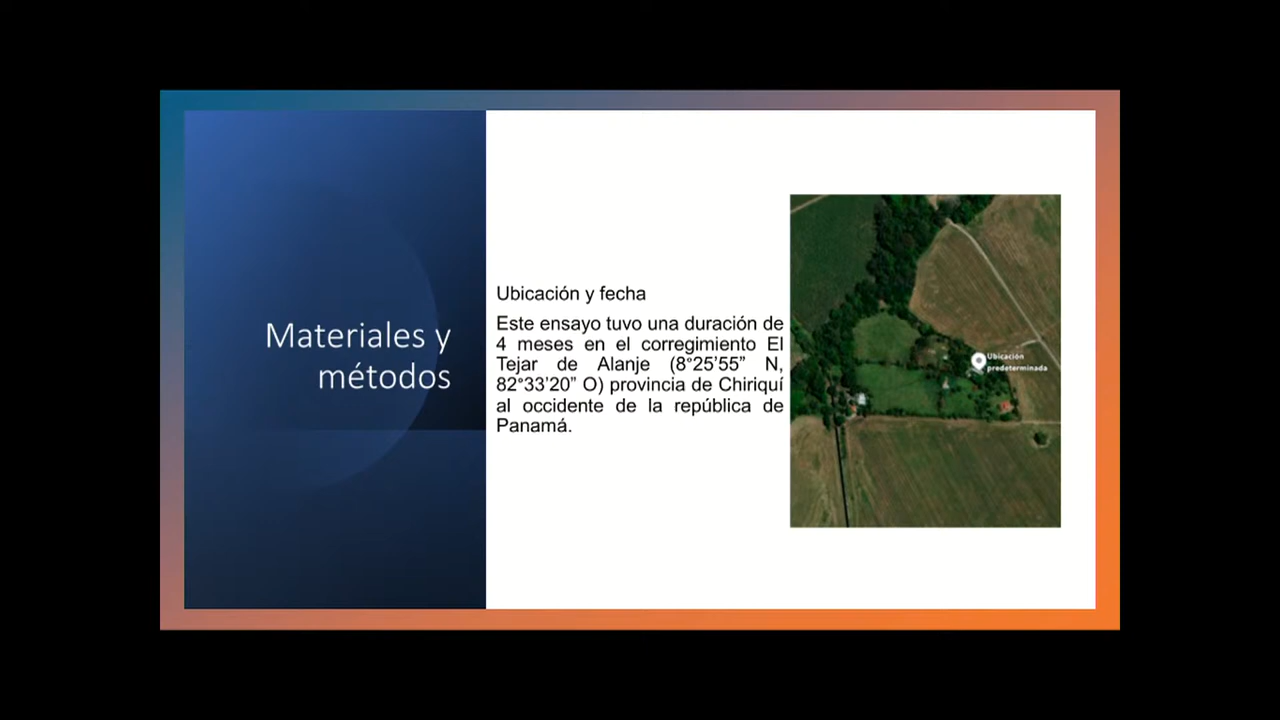 Materiales y
métodos
Ubicación y fecha
Este ensayo tuvo una duración de
4 meses en el corregimiento El
Tejar de Alanje (8°25’55” N,
82°33’20” O) provincia de Chiriquí
al occidente de la república de
Panamá.
Ubicación
predeterminada